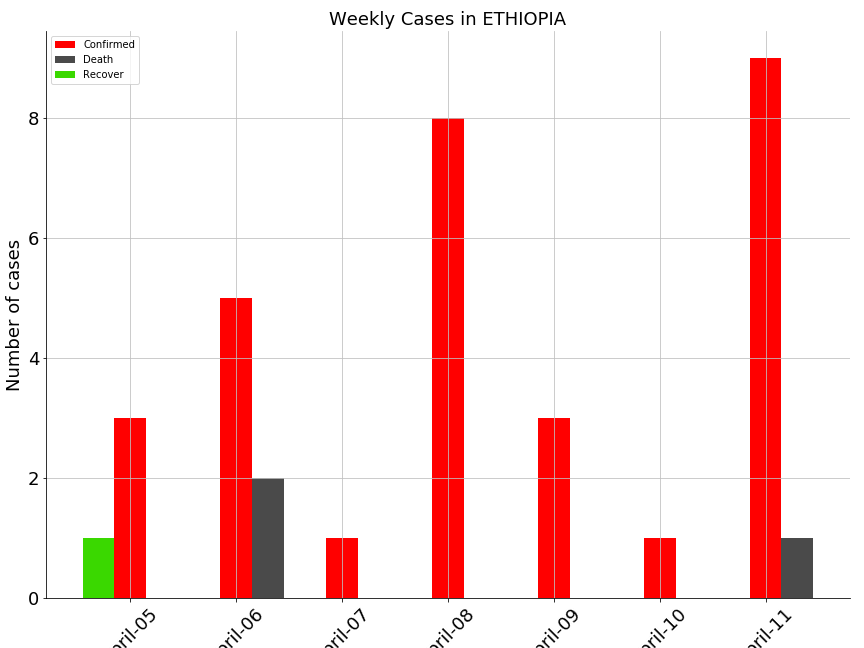 Weekly Cases in ETHIOPIA
Confirmed
Death
Recover
Number of cases
8
6
4
2
0
pril-05
pril-06
pril-07
pril-08
pril-09
pril-10
pril-11